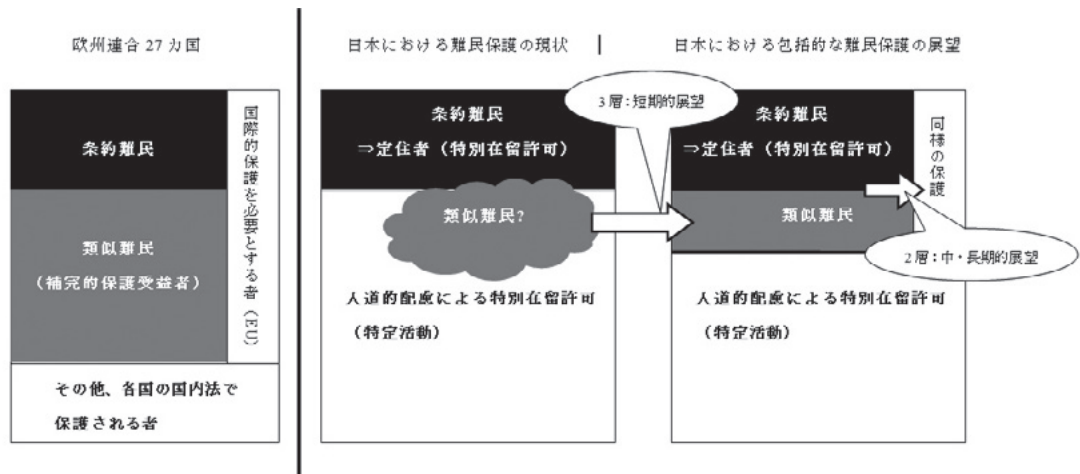 欧州連合 27 カ国
条約難民
類似難民
（補完的保護受益者）
国際的保護を必要とする者（EU）
その他、各国の国内法で
保護される者
日本における難民保護の現状
条約難民
⇒定住者（特別在留許可）
類似難民?
人道的配慮による特別在留許可
（特定活動）
日本における包括的な難民保護の展望
3 層：短期的展望
条約難民
⇒定住者（特別在留許可）
同様の保護
類似難民
2 層：中・長期的展望
人道的配慮による特別在留許可
（特定活動）